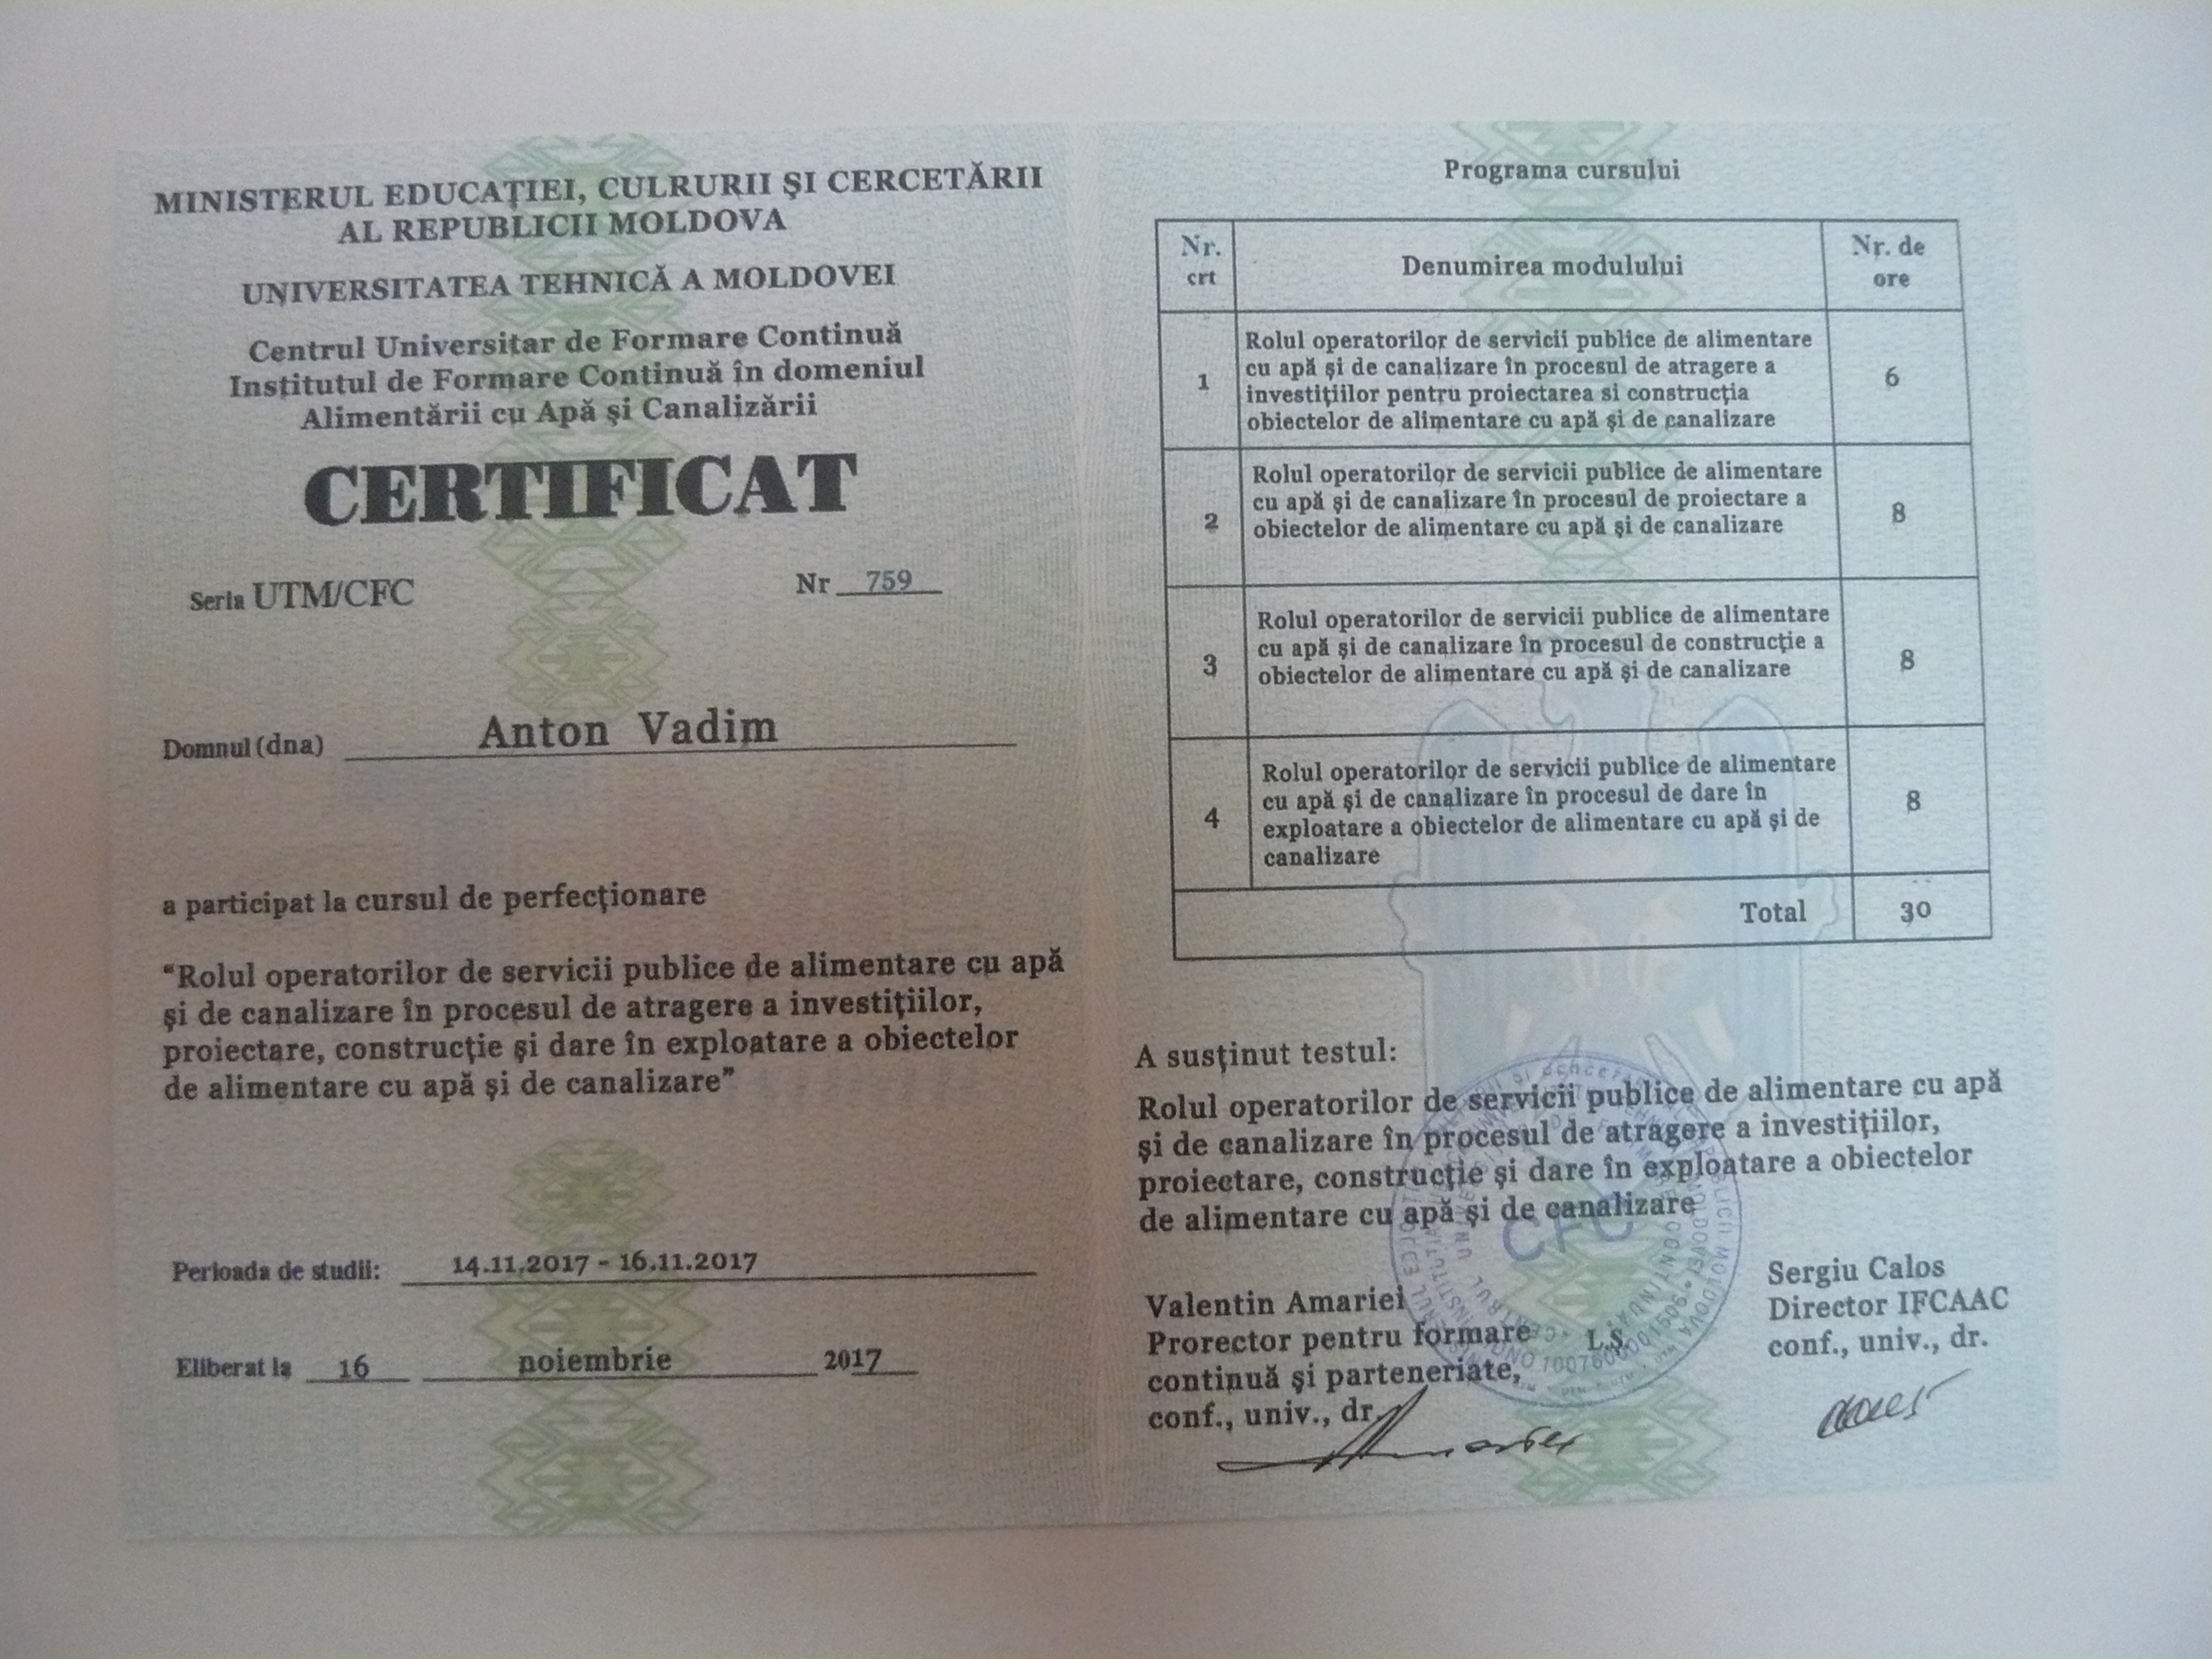 MINISTERUL EDUCAŢIEI, CULRURII ŞI CERCETĂRII
AL REPUBLICII MOLDOVA
UNIVERSITATEA TEHNICĂ A MOLDOVEI
Centrul Universitar de Formare Continuă
Institutul de Formare Continuă în domeniul
Alimentării cu Apă şi Canalizării
CERTIFICAT
Seria UTM/CFC Nr 759
Domnul (dna) Anton Vadim
a participat la cursul de perfecţionare
“Rolul operatorilor de servicii publice de alimentare cu apă
şi de canalizare în procesul de atragere a investiţiilor,
proiectare, construcţie şi dare în exploatare a obiectelor
de alimentare cu apă şi de canalizare”
Perioada de studii: 14.11.2017 - 16.11.2017
Eliberat la 16 noiembrie 2017
Programa cursului
Nr. crt
Denumirea modulului
Nr. de ore
1
Rolul operatorilor de servicii publice de alimentare
cu apă şi de canalizare în procesul de atragere a
investiţiilor pentru proiectarea si construcţia
obiectelor de alimentare cu apă şi de canalizare
6
2
Rolul operatorilor de servicii publice de alimentare
cu apă şi de canalizare în procesul de proiectare a
obiectelor de alimentare cu apă şi de canalizare
8
3
Rolul operatorilor de servicii publice de alimentare
cu apă şi de canalizare în procesul de construcţie a
obiectelor de alimentare cu apă şi de canalizare
8
4
Rolul operatorilor de servicii publice de alimentare
cu apă şi de canalizare în procesul de dare în
exploatare a obiectelor de alimentare cu apă şi de
canalizare
8
Total 30
A susţinut testul:
Rolul operatorilor de servicii publice de alimentare cu apă
şi de canalizare în procesul de atragere a investiţiilor,
proiectare, construcţie şi dare în exploatare a obiectelor
de alimentare cu apă şi de canalizare
CFC
Valentin Amariei
Prorector pentru formare
continuă şi parteneriate,
conf., univ., dr.
L.Ş.
Sergiu Calos
Director IFCAAC
conf., univ., dr.